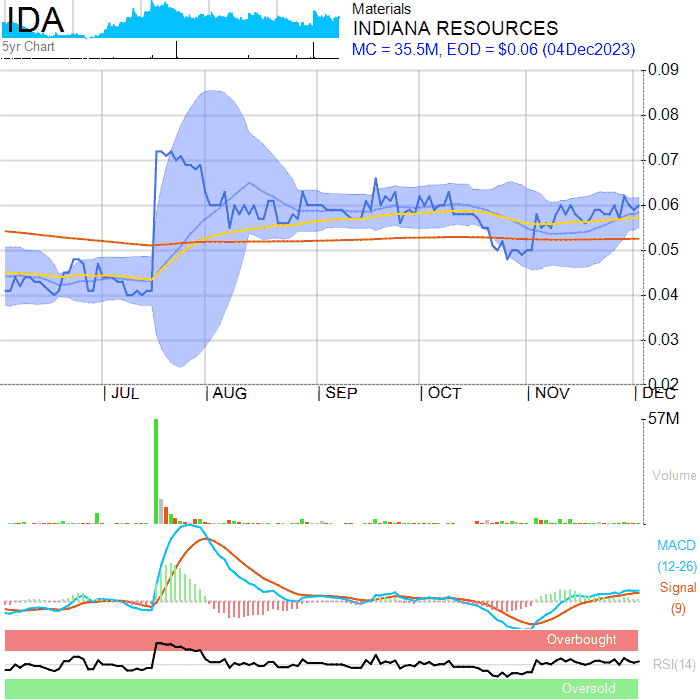 IDA
5yr Chart
Materials
INDIANA RESOURCES
MC = 35.5M, EOD = $0.06 (04Dec2023)
0.09
0.08
0.07
0.06
0.05
0.04
0.03
0.02
JUL AUG SEP OCT NOV DEC
57M
Volume
MACD
(12-26)
Signal
(9)
Overbought
RSI(14)
Oversold